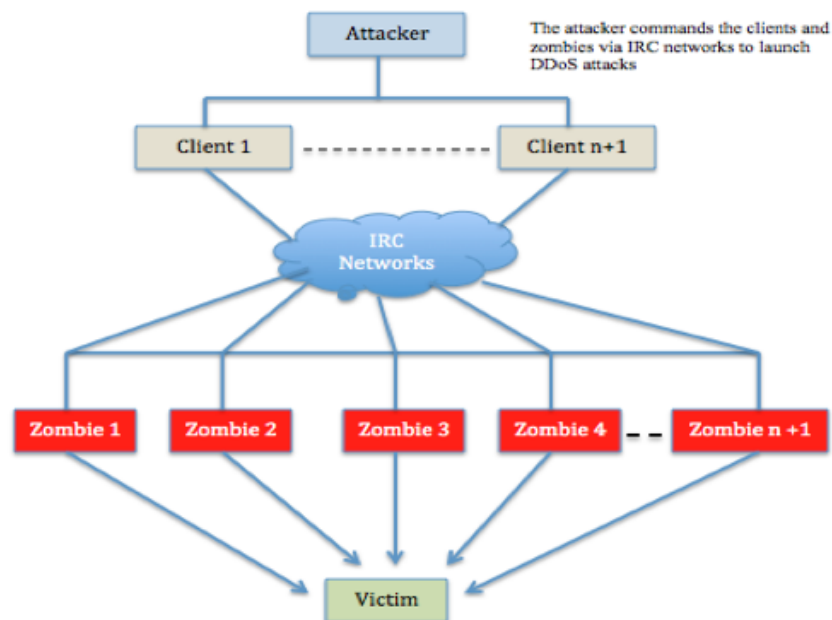 Attacker
The attacker commands the clients and
zombies via IRC networks to launch
DDoS attacks
Client 1
Client n+1
IRC
Networks
Zombie 1
Zombie 2
Zombie 3
Zombie 4
Zombie n +1
Victim